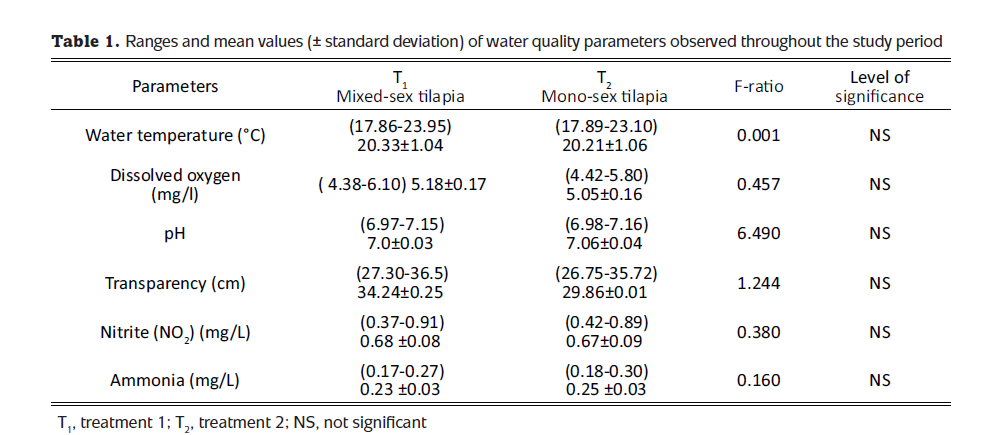 Table 1. Ranges and mean values (± standard deviation) of water quality parameters observed throughout the study period
Parameters T₁ Mixed-sex tilapia T₂ Mono-sex tilapia F-ratio Level of significance
Water temperature (°C) (17.86-23.95) 20.33±1.04 (17.89-23.10) 20.21±1.06 0.001 NS
Dissolved oxygen (mg/l) ( 4.38-6.10) 5.18±0.17 (4.42-5.80) 5.05±0.16 0.457 NS
pH (6.97-7.15) 7.0±0.03 (6.98-7.16) 7.06±0.04 6.490 NS
Transparency (cm) (27.30-36.5) 34.24±0.25 (26.75-35.72) 29.86±0.01 1.244 NS
Nitrite (NO₂) (mg/L) (0.37-0.91) 0.68 ±0.08 (0.42-0.89) 0.67±0.09 0.380 NS
Ammonia (mg/L) (0.17-0.27) 0.23 ±0.03 (0.18-0.30) 0.25 ±0.03 0.160 NS
T₁, treatment 1; T₂, treatment 2; NS, not significant